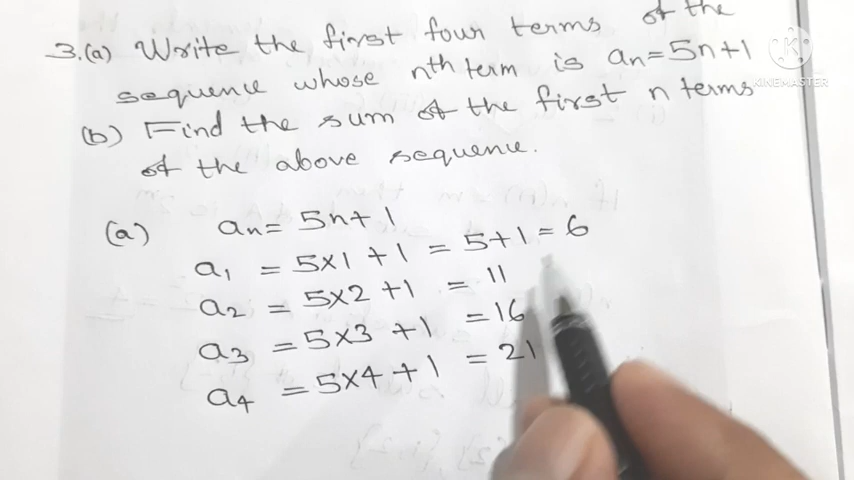 3.(a) Write the first four terms of the
sequence whose nth term is an=5n+1
(b) Find the sum of the first n terms
of the above sequence.
(a) an= 5n+1
a1 = 5×1 +1 = 5+1 = 6
a2 = 5×2 +1 = 11
a3 = 5×3 +1 = 16
a4 = 5×4 +1 = 21
KINEMASTER